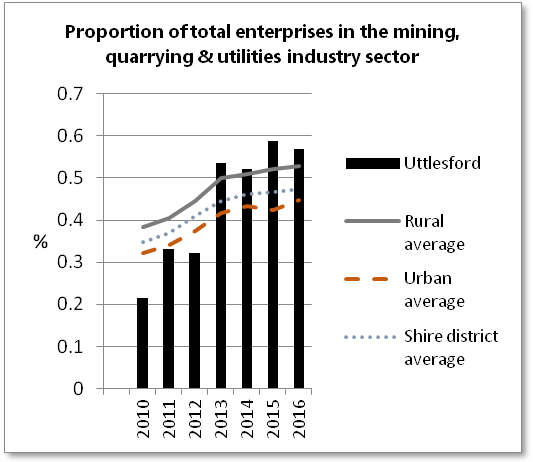 Proportion of total enterprises in the mining,
quarrying & utilities industry sector
0.7
0.6
0.5
0.4
0.3
0.2
0.1
0
%
2010
2011
2012
2013
2014
2015
2016
Uttlesford
Rural
average
Urban
average
Shire district
average